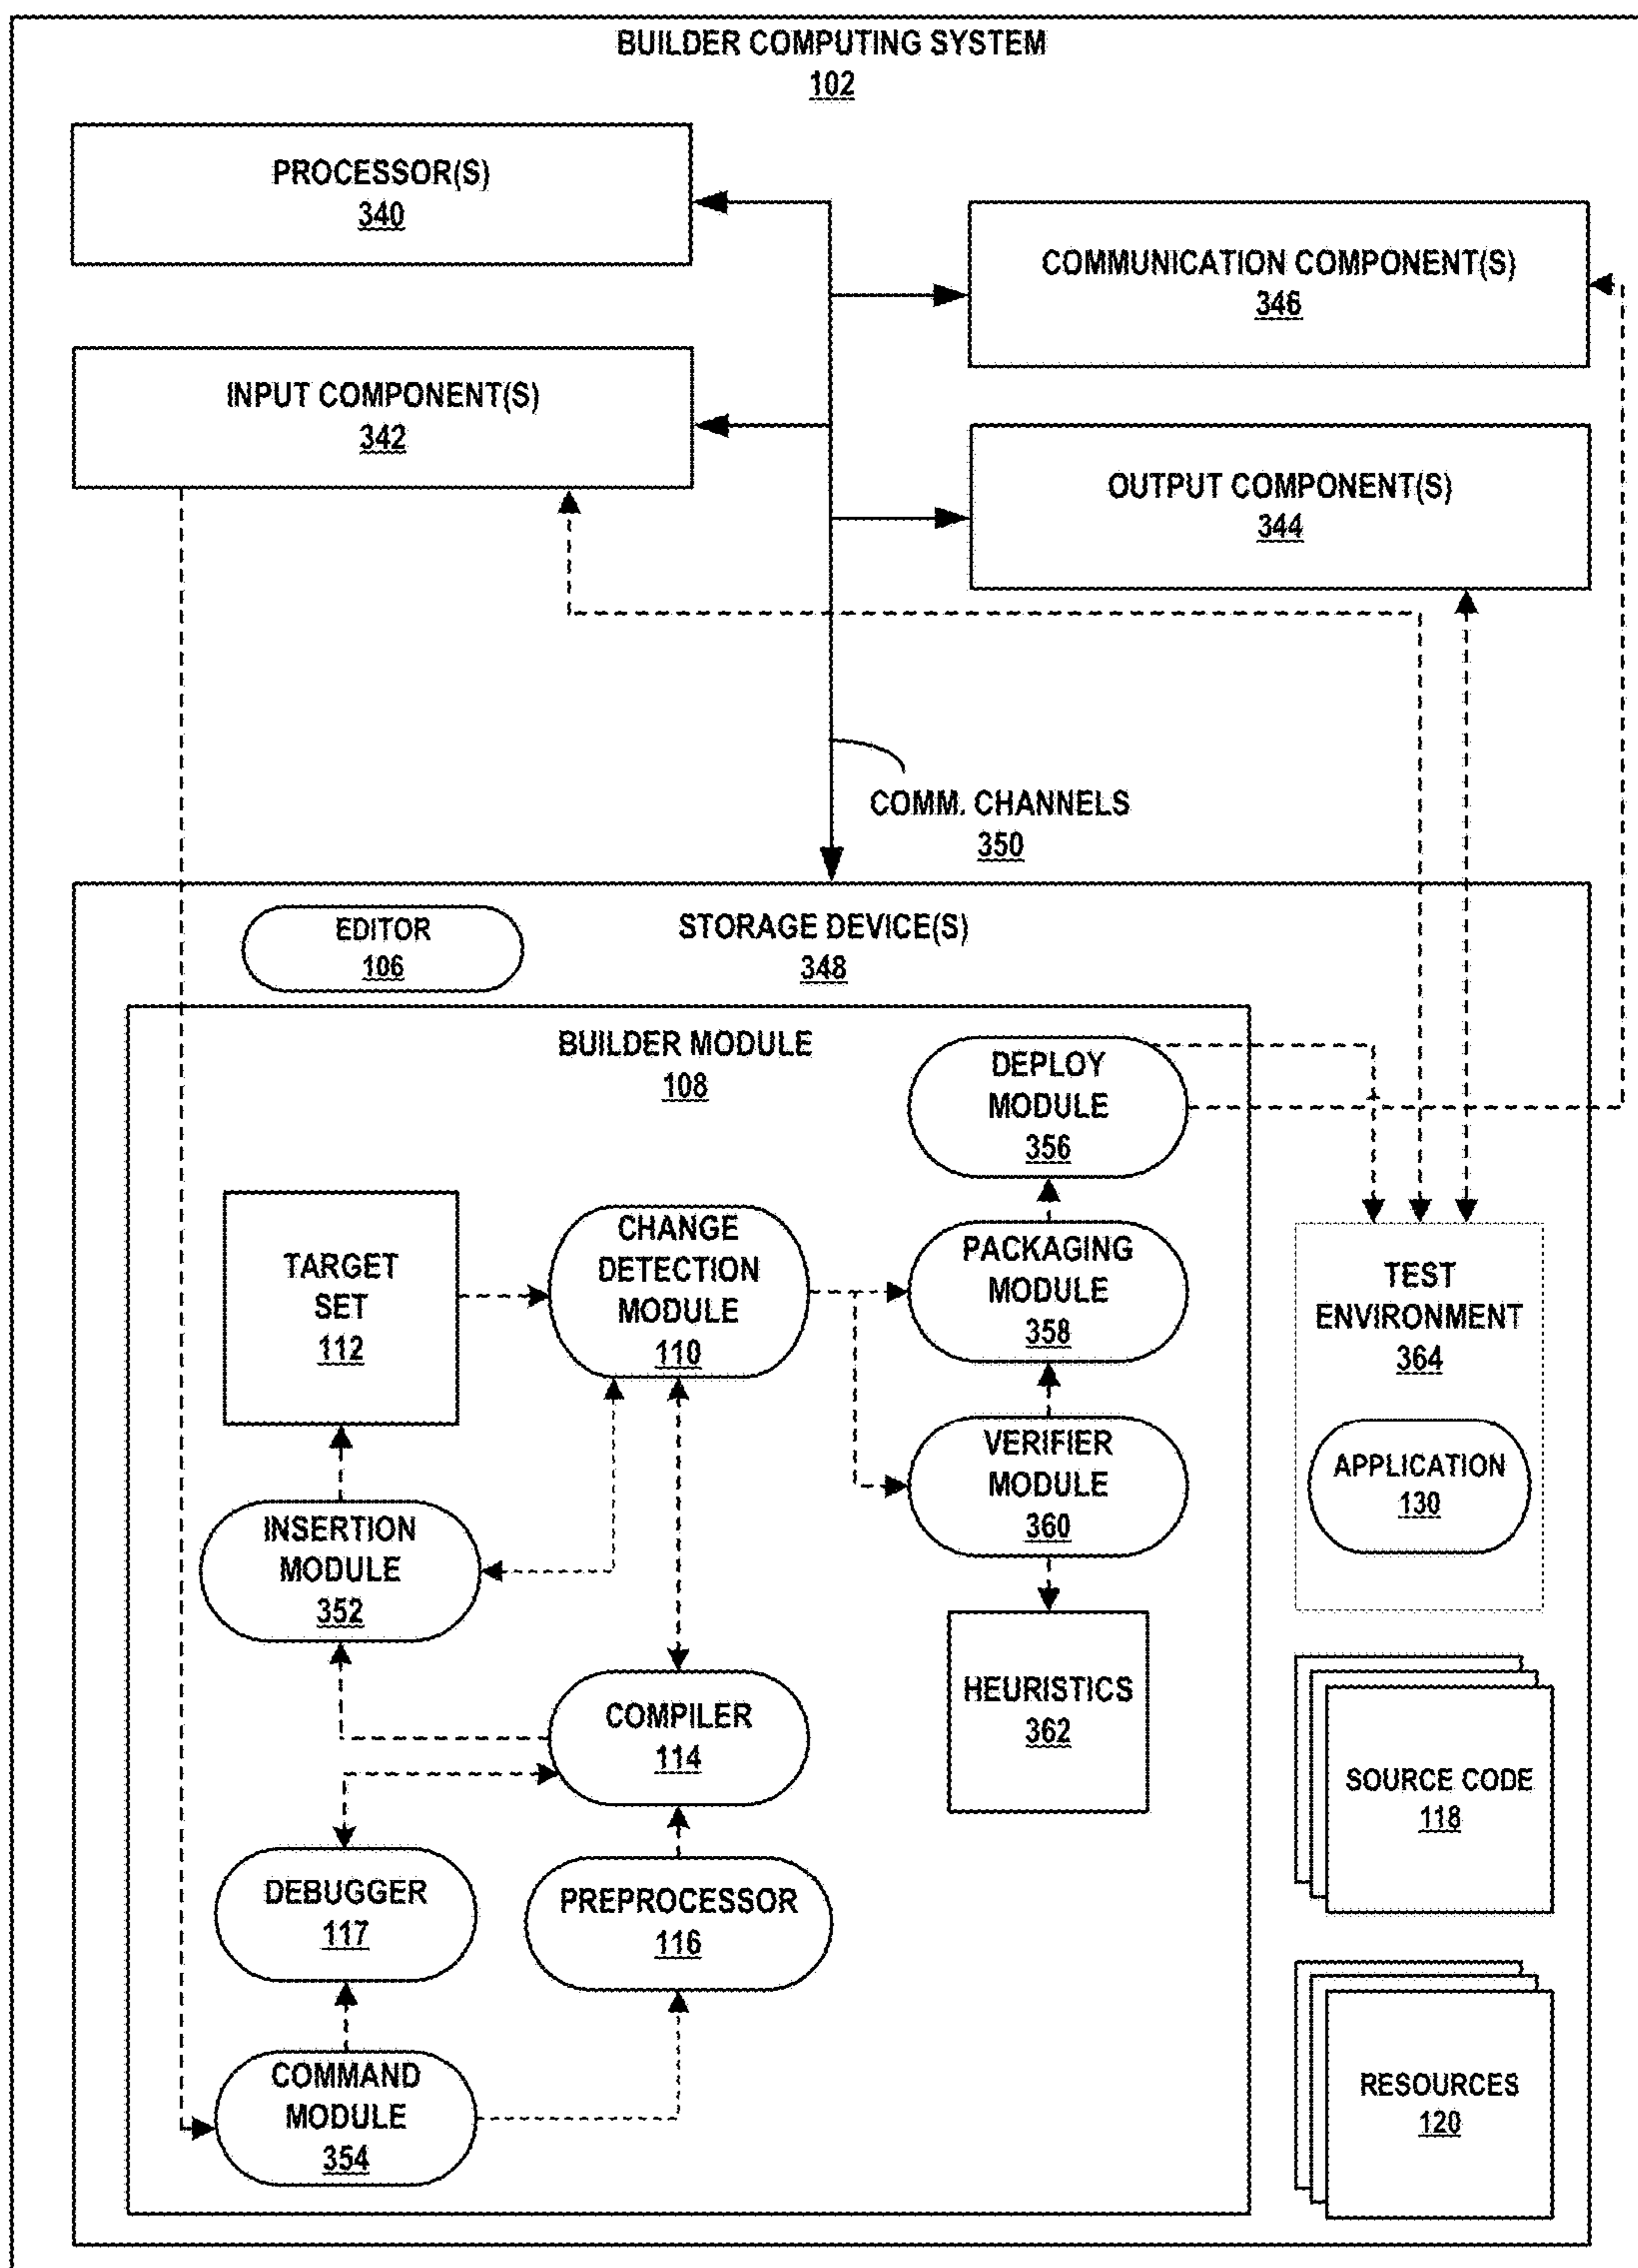 BUILDER COMPUTING SYSTEM
102
PROCESSOR(S)
340
COMMUNICATION COMPONENT(S)
346
INPUT COMPONENT(S)
342
OUTPUT COMPONENT(S)
344
COMM. CHANNELS
350
EDITOR
106
STORAGE DEVICE(S)
348
BUILDER MODULE
108
DEPLOY
MODULE
356
TARGET
SET
112
CHANGE
DETECTION
MODULE
110
PACKAGING
MODULE
358
TEST
ENVIRONMENT
364
INSERTION
MODULE
352
VERIFIER
MODULE
360
APPLICATION
130
COMPILER
114
HEURISTICS
362
SOURCE CODE
118
DEBUGGER
117
PREPROCESSOR
116
COMMAND
MODULE
354
RESOURCES
120